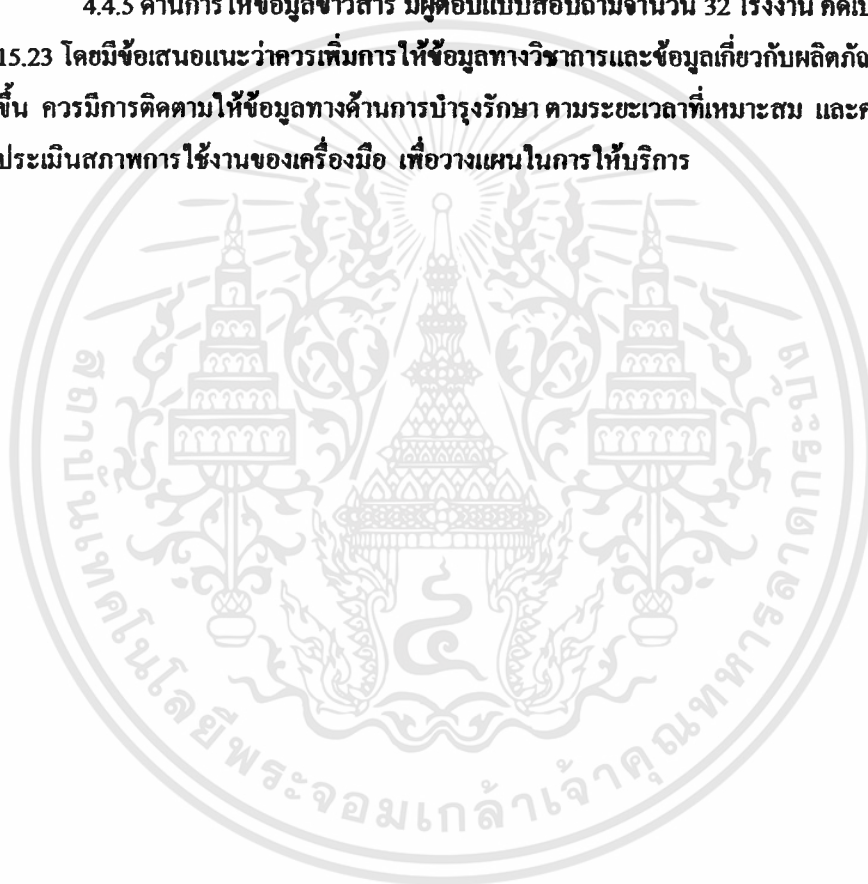 4.4.5 ด้านการให้ข้อมูลข่าวสาร มีผู้ตอบแบบสอบถามจำนวน 32 โรงงาน คิดเป็
15.23 โดยมีข้อเสนอแนะว่าควรเพิ่มการให้ข้อมูลทางวิชาการและข้อมูลเกี่ยวกับผลิตภัณ
ขึ้น ควรมีการติดตามให้ข้อมูลทางด้านการบำรุงรักษา ตามระยะเวลาที่เหมาะสม และค
ประเมินสภาพการใช้งานของเครื่องมือ เพื่อวางแผนในการให้บริการ
สถาบันเทคโนโลยีพระจอมเกล้าเจ้าคุณทหารลาดกระบัง